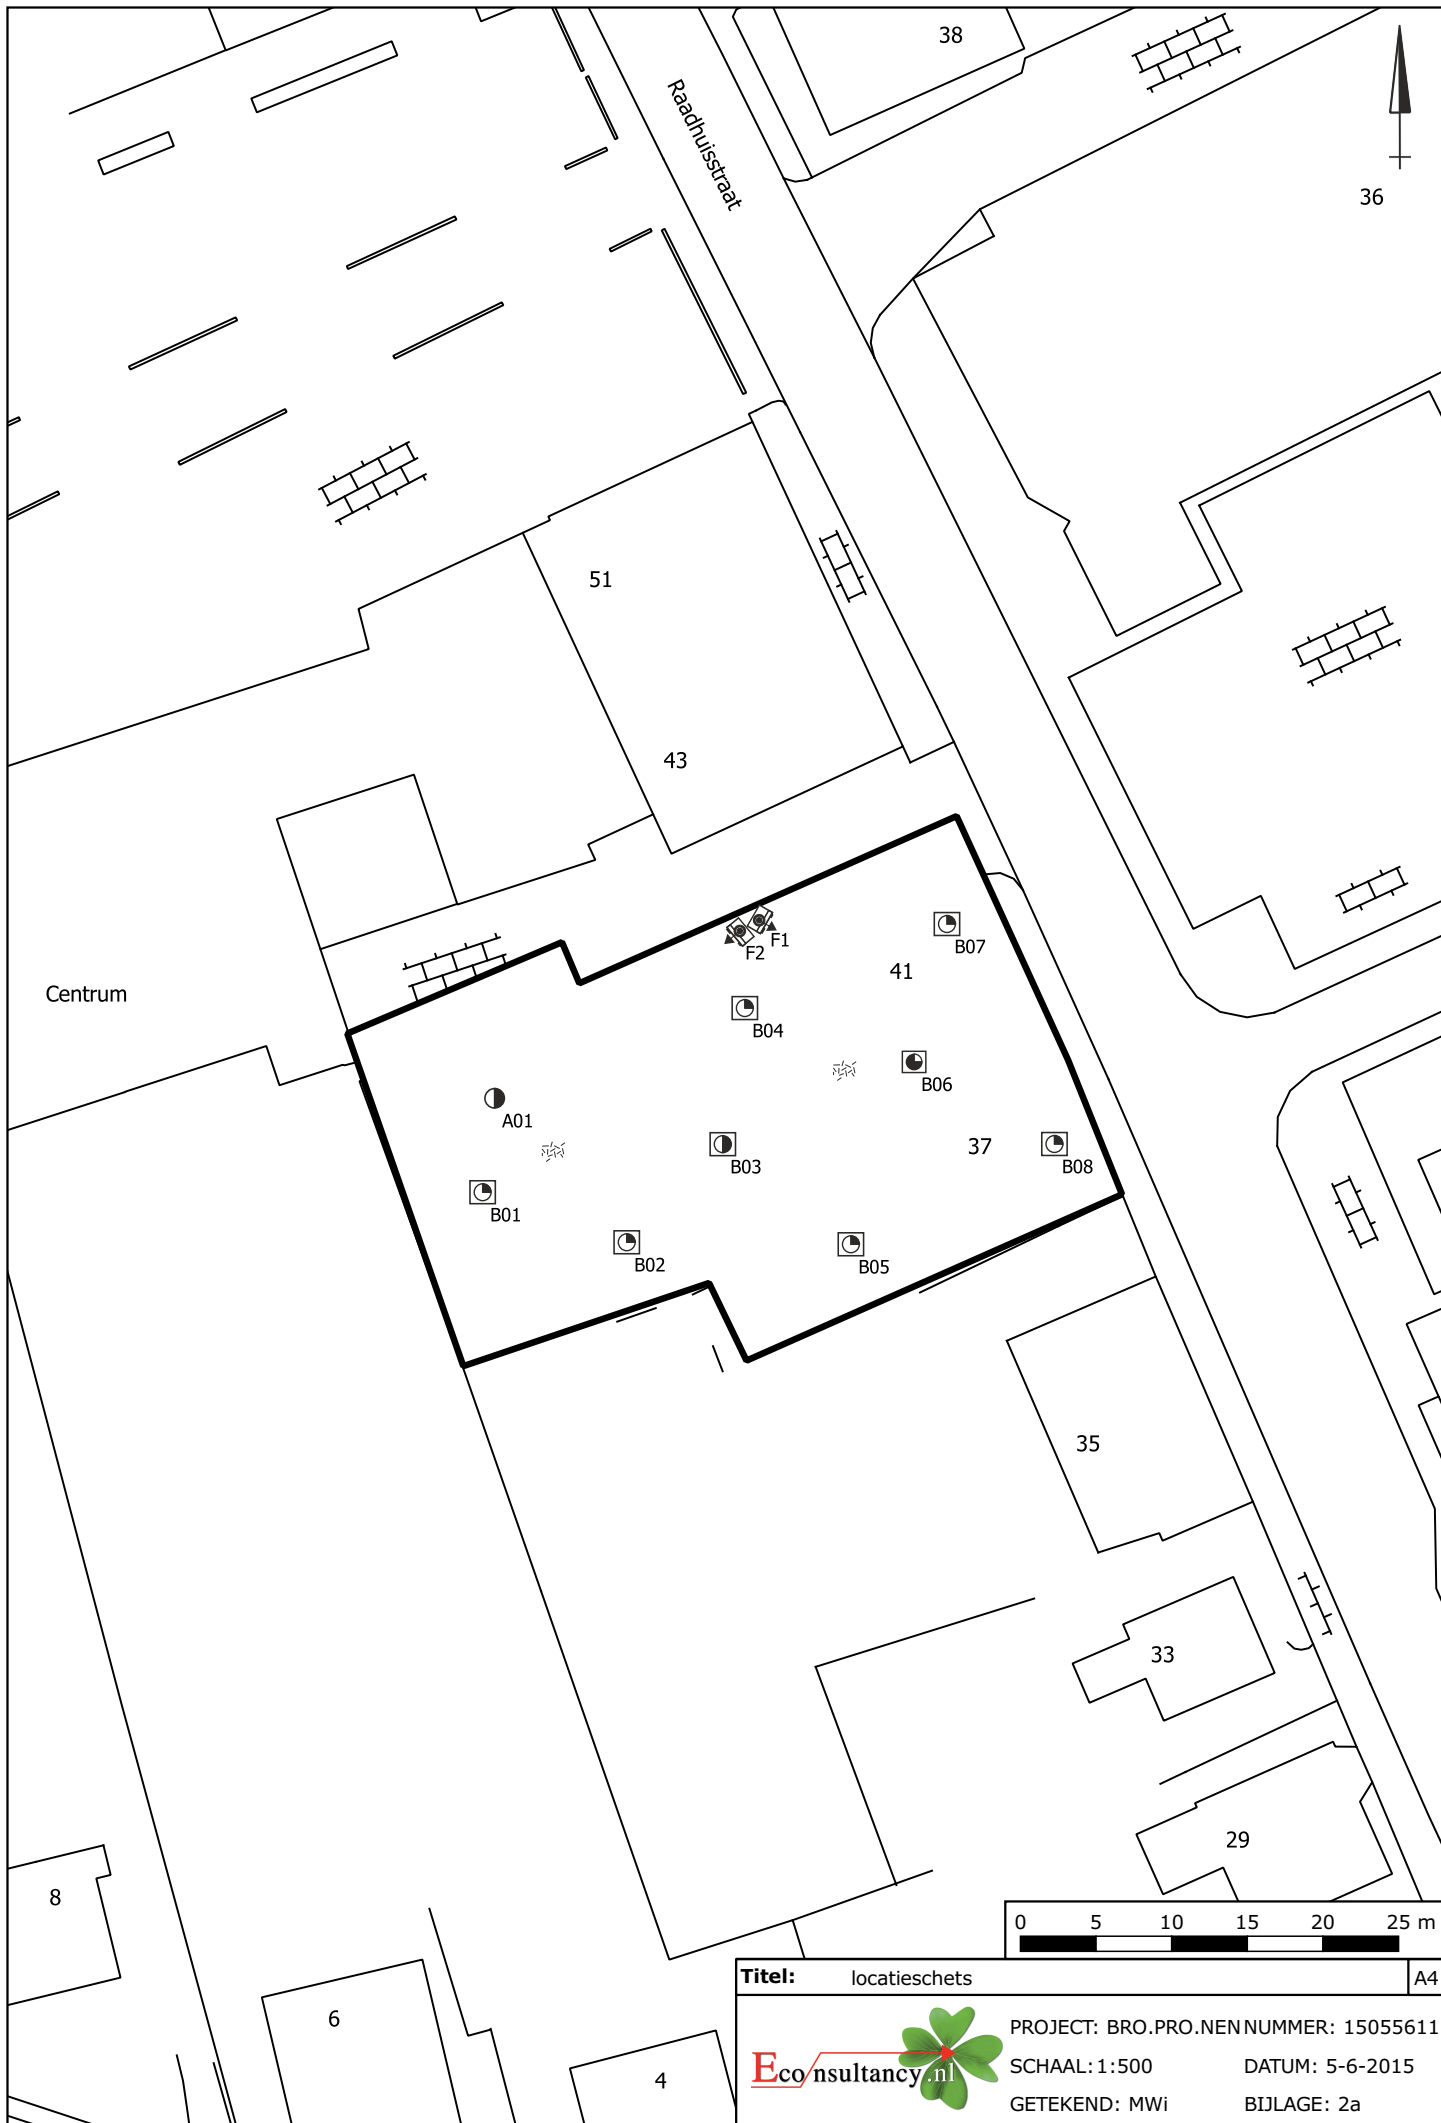 38
Raadhuisstraat
36
51
43
F1
F2
B07
41
Centrum
B04
B06
A01
B03
37
B08
B01
B02
B05
35
33
29
8
6
4
0 5 10 15 20 25 m
Titel: locatieschets A4
PROJECT: BRO.PRO.NEN NUMMER: 15055611
SCHAAL: 1:500 DATUM: 5-6-2015
GETEKEND: MWi BIJLAGE: 2a
Econsultancy.nl